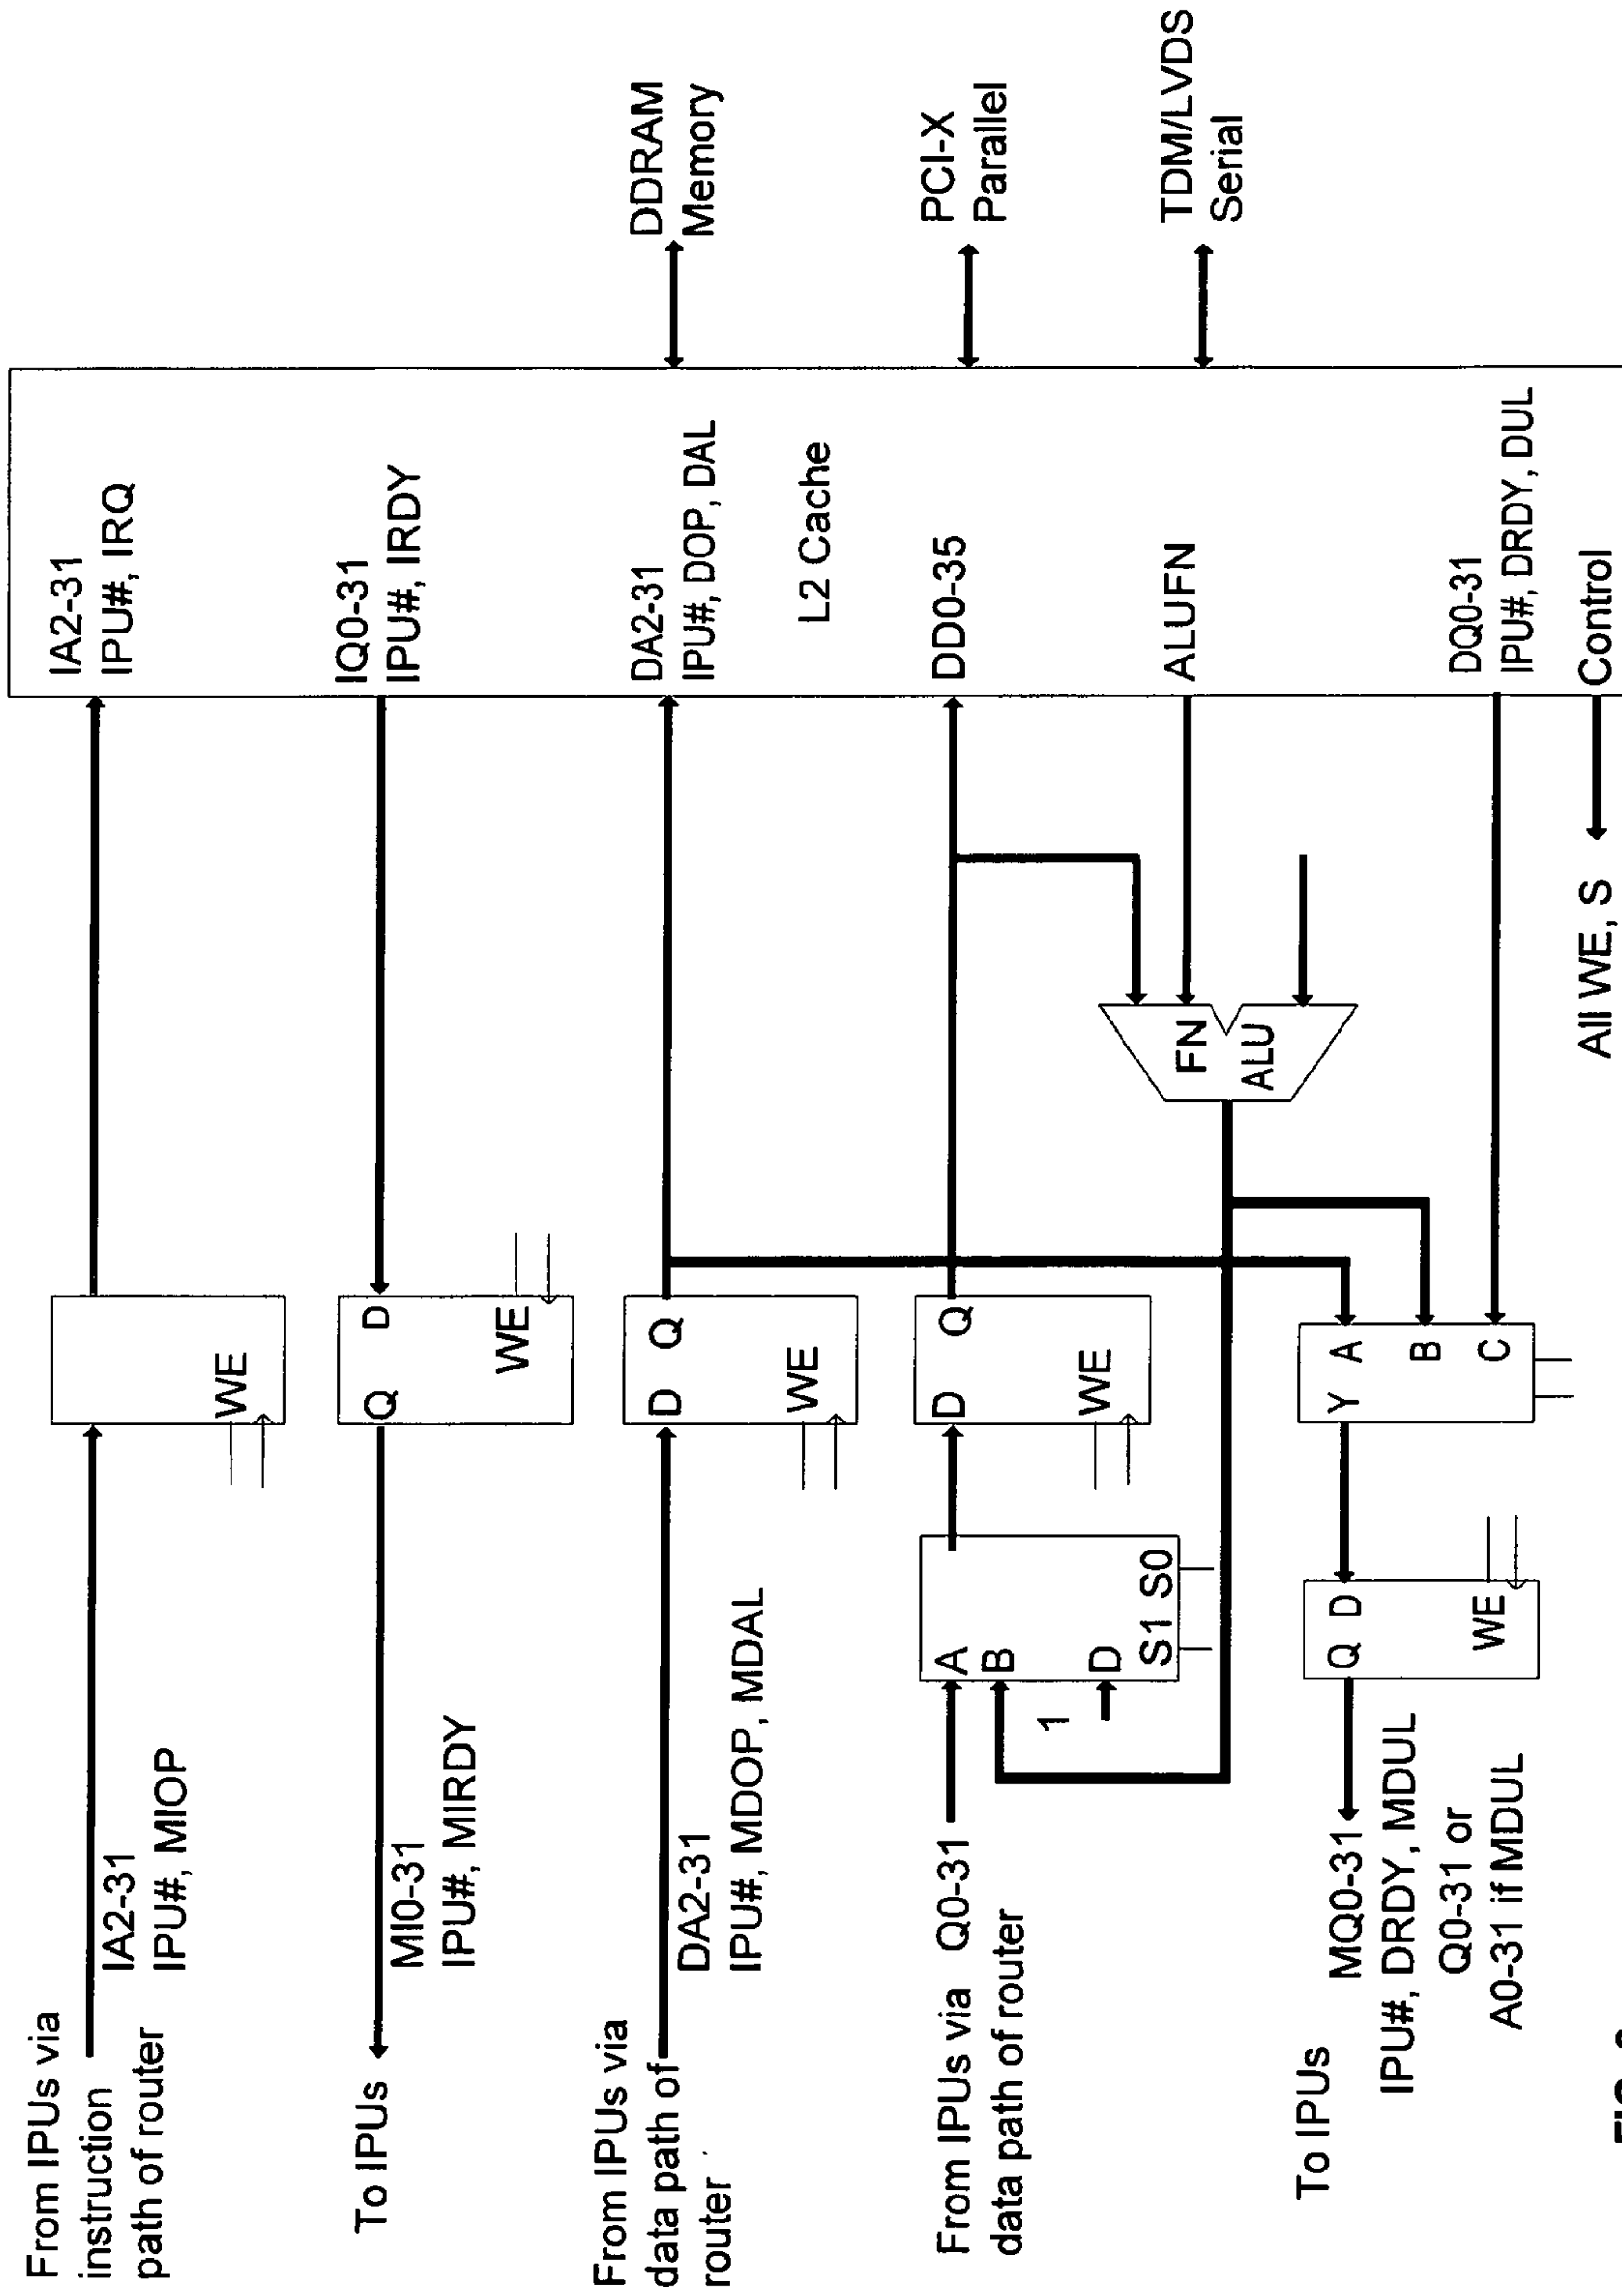 From IPUs via
instruction
path of router
IA2-31
IPU#, MIOP
WE
IA2-31
IPU#, IRQ
To IPUs
MI0-31
IPU#, MIRDY
Q D
WE
IQ0-31
IPU#, IRDY
From IPUs via
data path of
router
DA2-31
IPU#, MDOP, MDAL
D Q
WE
DA2-31
IPU#, DOP, DAL
L2 Cache
DDRAM
Memory
From IPUs via Q0-31
data path of router
1
A
B
D
S1 S0
D Q
WE
DD0-35
PCI-X
Parallel
FN
ALU
ALUFN
TDM/LVDS
Serial
To IPUs
MQ0-31
IPU#, DRDY, MDUL
Q0-31 or
A0-31 if MDUL
Q D
WE
Y A
B
C
DQ0-31
IPU#, DRDY, DUL
All WE, S
Control